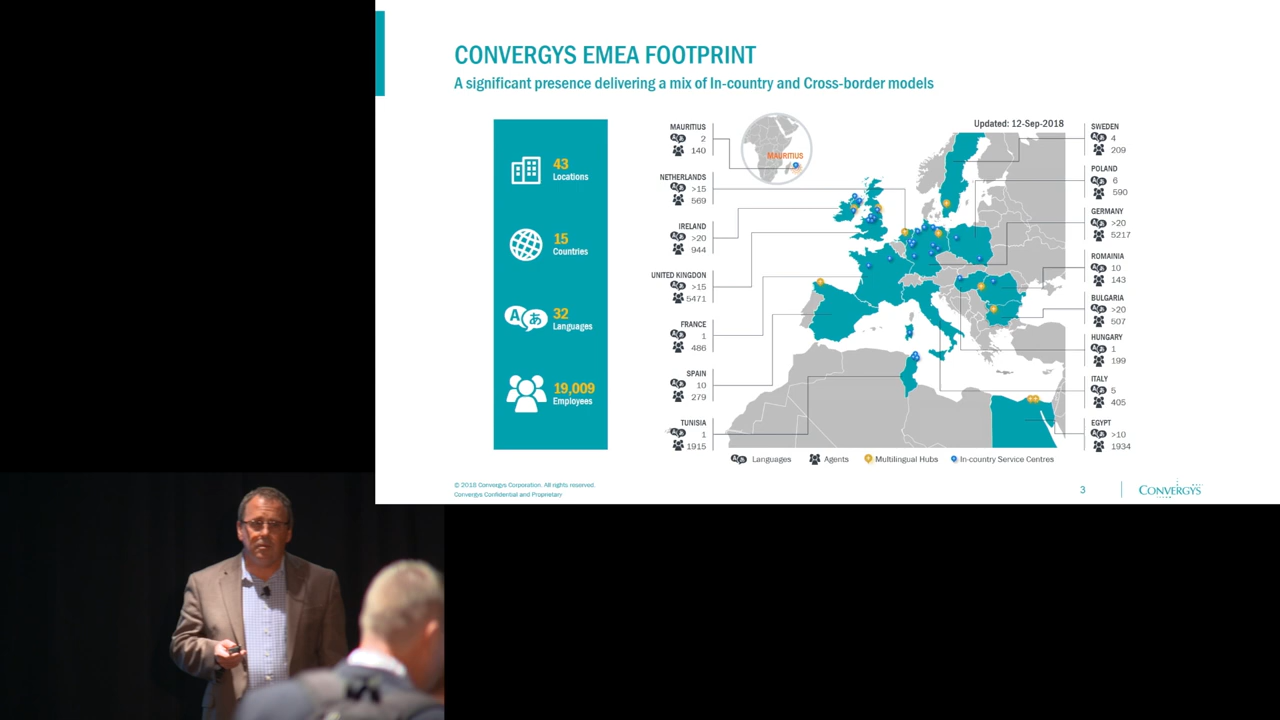 CONVERGYS EMEA FOOTPRINT
A significant presence delivering a mix of In-country and Cross-border models
43
Locations
15
Countries
32
Languages
19,009
Employees
Updated: 12-Sep-2018
MAURITIUS
2
140
NETHERLANDS
>15
569
IRELAND
>20
944
UNITED KINGDOM
>15
5471
FRANCE
1
486
SPAIN
10
279
TUNISIA
1
1915
MAURITIUS
SWEDEN
4
209
POLAND
6
590
GERMANY
>20
5217
ROMAINIA
10
143
BULGARIA
>20
507
HUNGARY
1
199
ITALY
5
405
EGYPT
>10
1934
Languages Agents Multilingual Hubs In-country Service Centres
© 2018 Convergys Corporation. All rights reserved.
Convergys Confidential and Proprietary
3
CONVERGYS